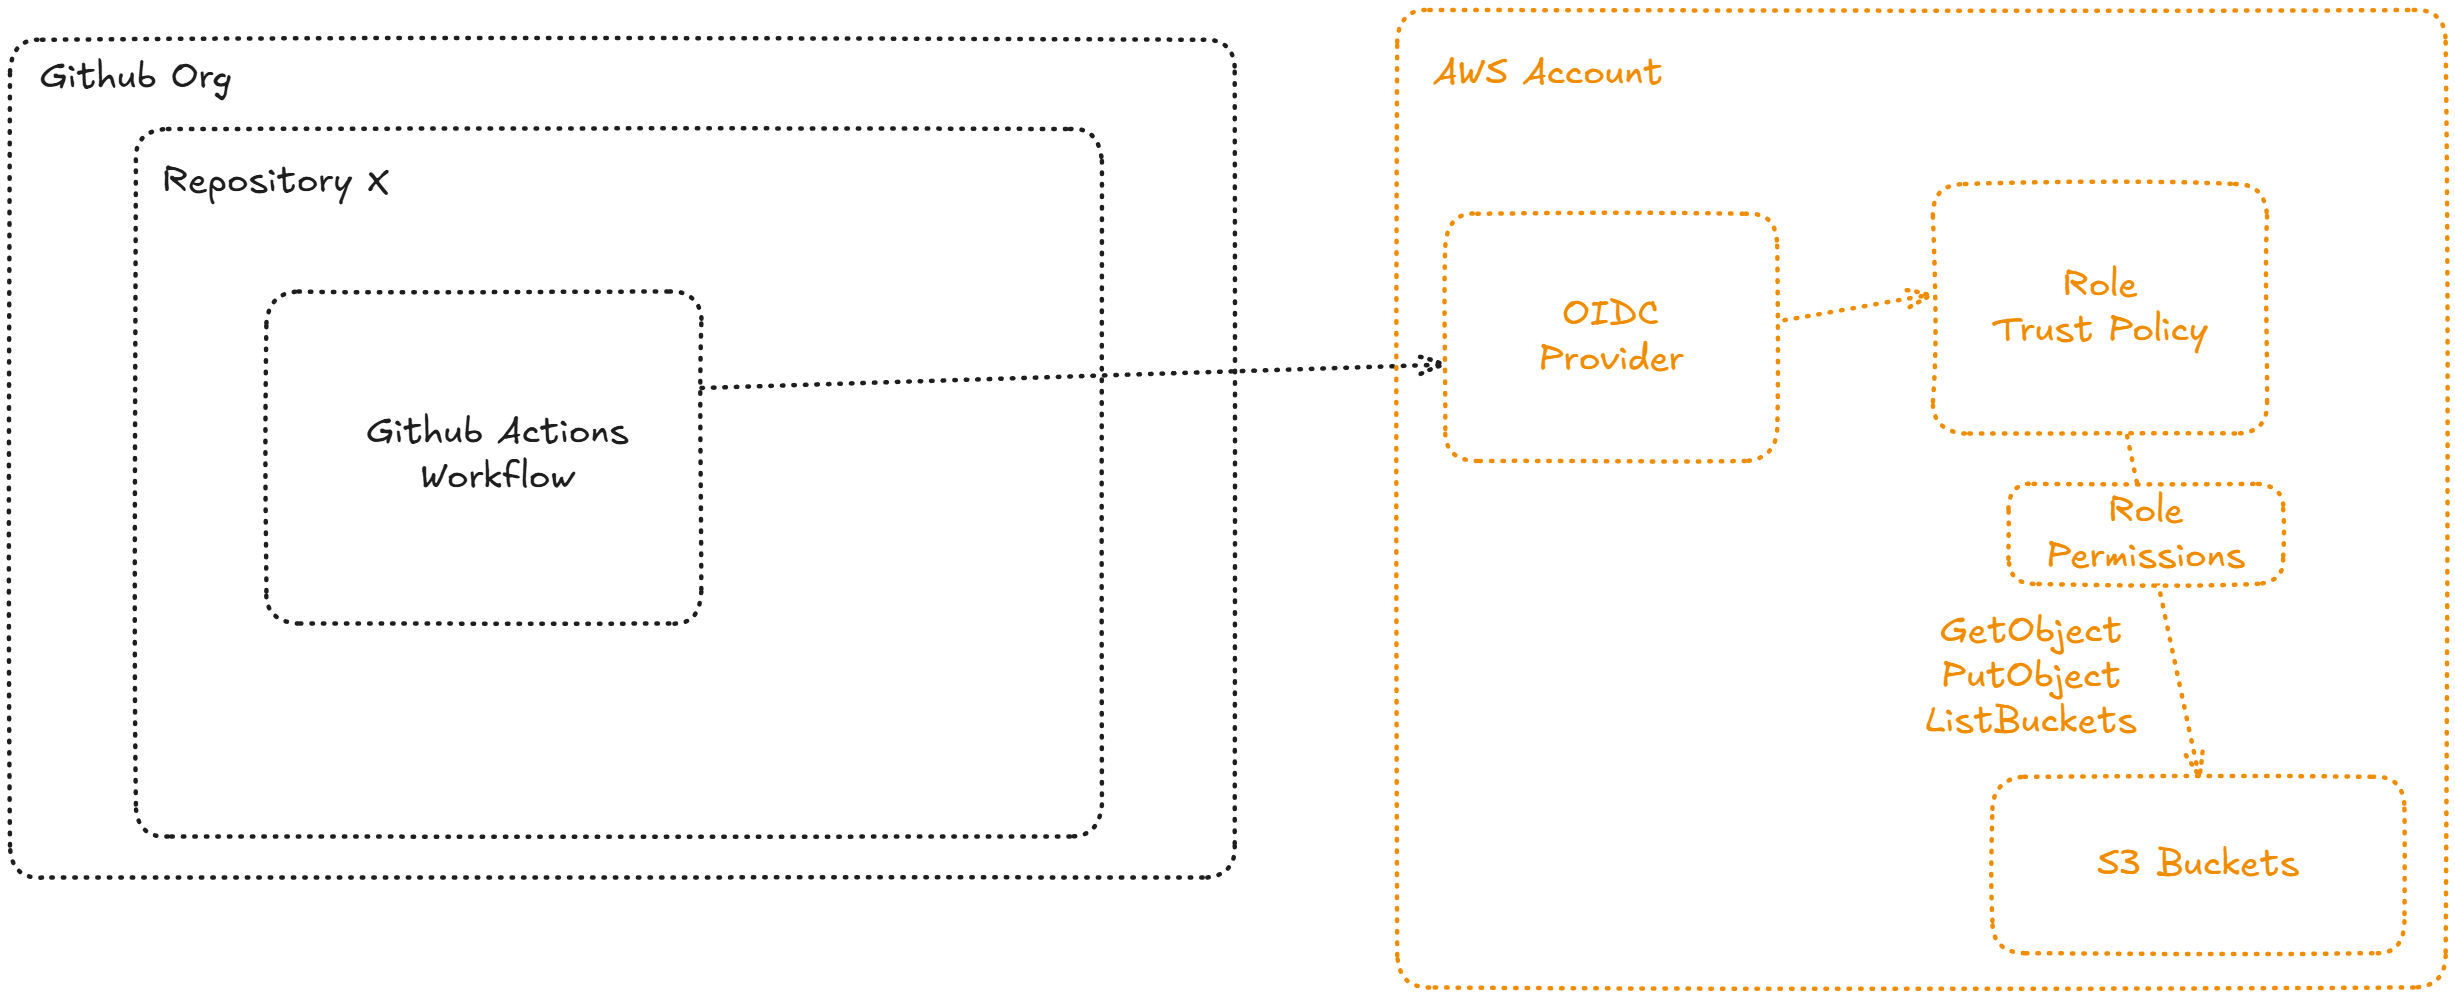 Github Org
Repository X
Github Actions
Workflow
AWS Account
OIDC
Provider
Role
Trust Policy
Role
Permissions
GetObject
PutObject
ListBuckets
S3 Buckets